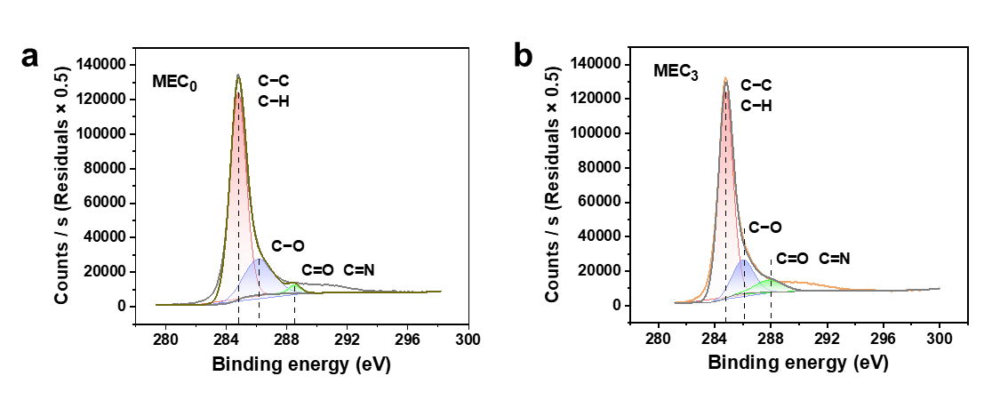 a
MEC0
C−C
C−H
C−O
C=O C=N
Counts / s (Residuals × 0.5)
140000
120000
100000
80000
60000
40000
20000
0
280 284 288 292 296 300
Binding energy (eV)
b
MEC3
C−C
C−H
C−O
C=O C=N
Counts / s (Residuals × 0.5)
140000
120000
100000
80000
60000
40000
20000
0
280 284 288 292 296 300
Binding energy (eV)